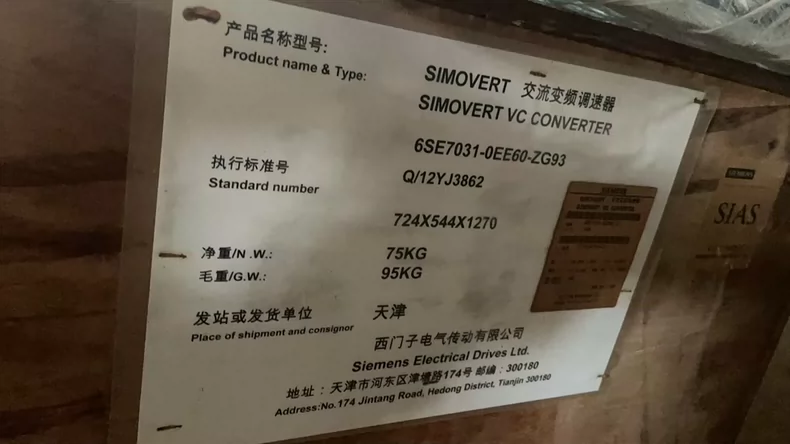 产品名称型号:
Product name & Type:
SIMOVERT 交流变频调速器
SIMOVERT VC CONVERTER
6SE7031-0EE60-ZG93
执行标准号
Standard number
Q/12YJ3862
724X544X1270
净重/N .W.: 75KG
毛重/G.W.: 95KG
发站或发货单位 天津
Place of shipment and consignor
西门子电气传动有限公司
Siemens Electrical Drives Ltd.
地址：天津市河东区津塘路174号 邮编：300180
Address:No.174 Jintang Road, Hedong District, Tianjin 300180
SIEMENS
SIAS